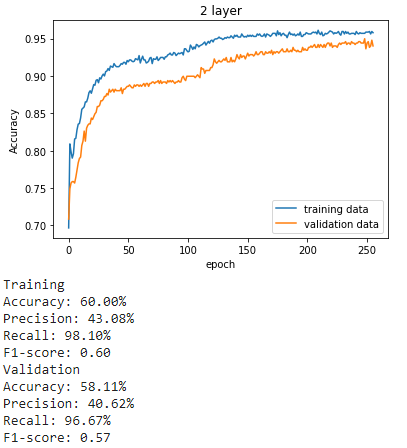 2 layer
0.95
0.90
0.85
0.80
0.75
0.70
Accuracy
training data
validation data
0 50 100 150 200 250
epoch
Training
Accuracy: 60.00%
Precision: 43.08%
Recall: 98.10%
F1-score: 0.60
Validation
Accuracy: 58.11%
Precision: 40.62%
Recall: 96.67%
F1-score: 0.57